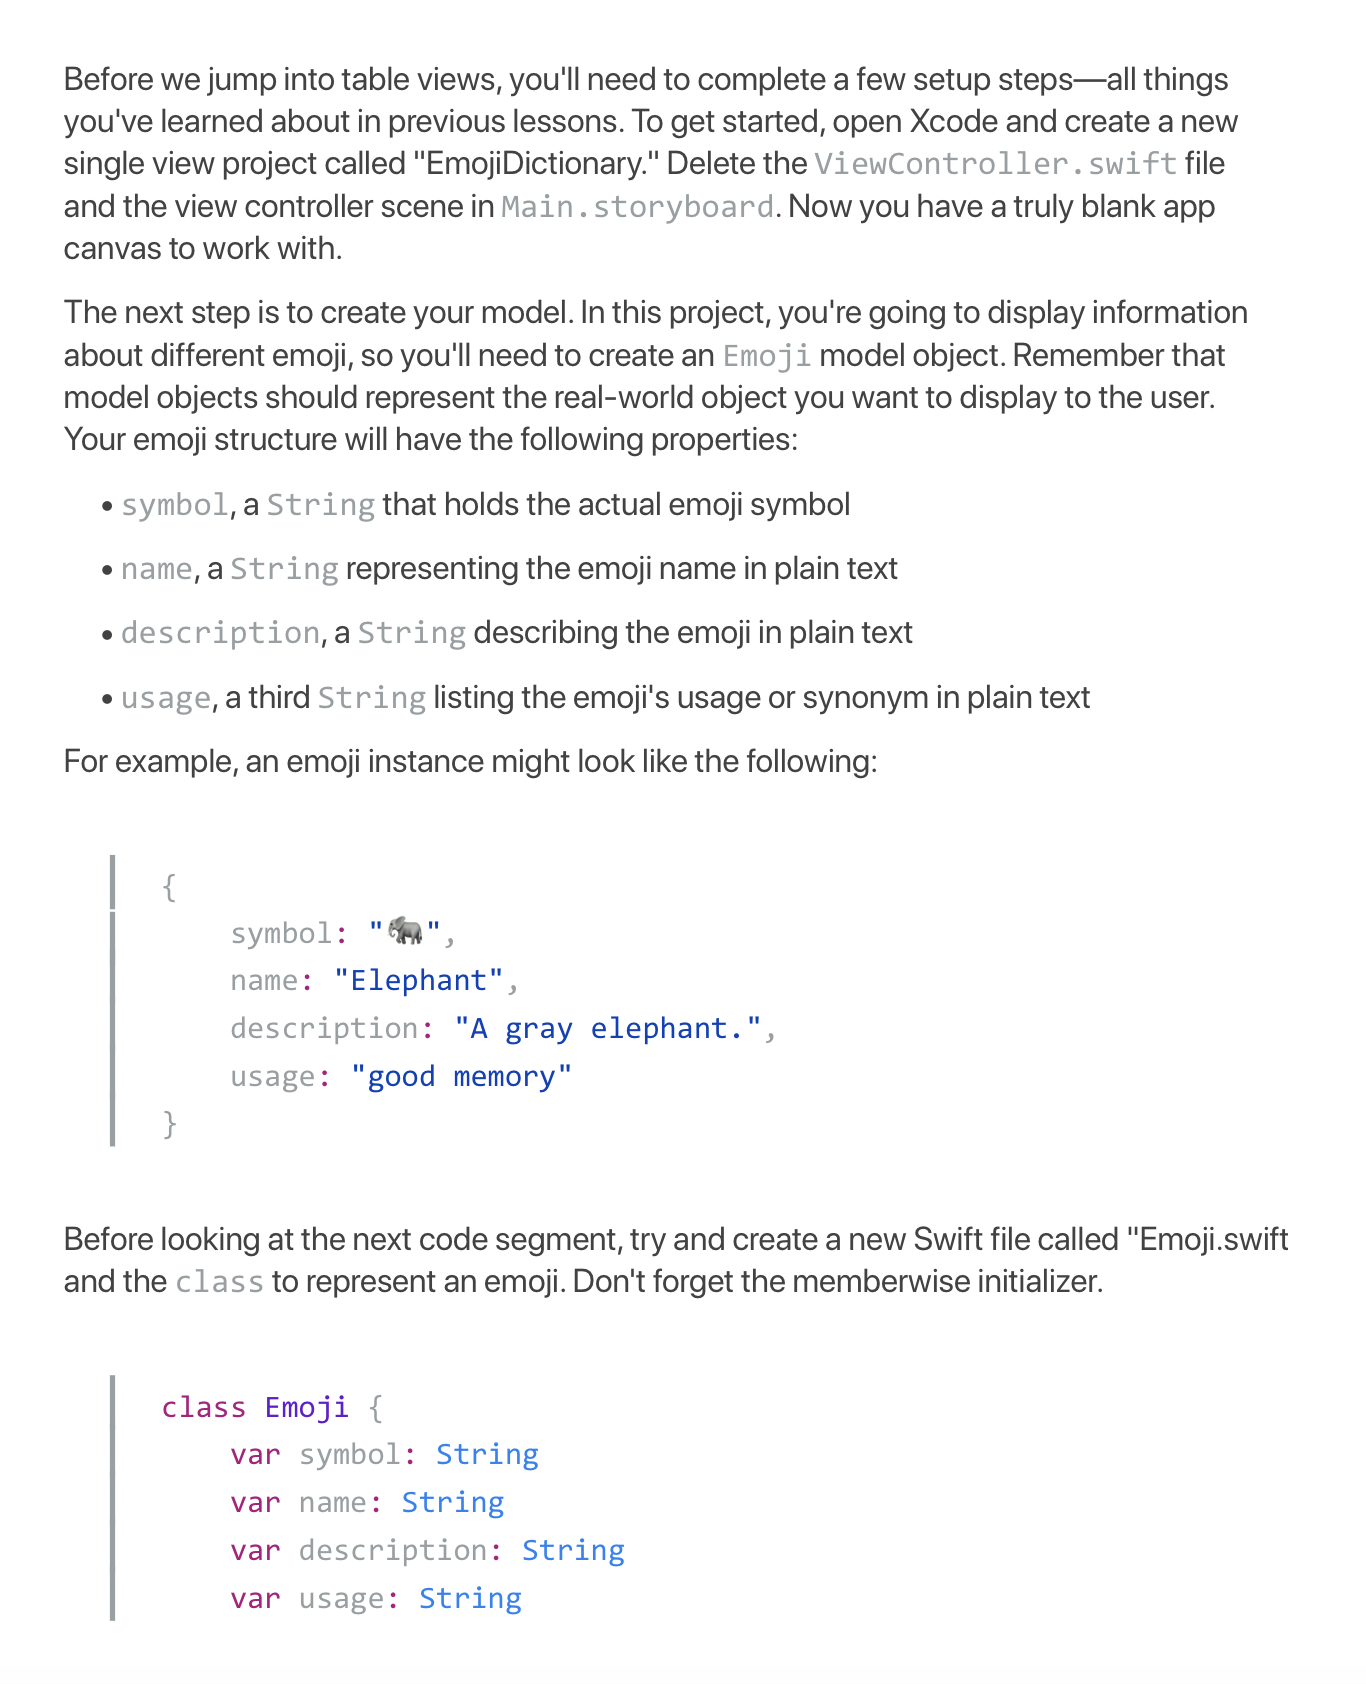 Before we jump into table views, you'll need to complete a few setup steps—all things
you've learned about in previous lessons. To get started, open Xcode and create a new
single view project called "EmojiDictionary." Delete the ViewController.swift file
and the view controller scene in Main.storyboard. Now you have a truly blank app
canvas to work with.
The next step is to create your model. In this project, you're going to display information
about different emoji, so you'll need to create an Emoji model object. Remember that
model objects should represent the real-world object you want to display to the user.
Your emoji structure will have the following properties:
• symbol, a String that holds the actual emoji symbol
• name, a String representing the emoji name in plain text
• description, a String describing the emoji in plain text
• usage, a third String listing the emoji's usage or synonym in plain text
For example, an emoji instance might look like the following:
{
    symbol: "🐘",
    name: "Elephant",
    description: "A gray elephant.",
    usage: "good memory"
}
Before looking at the next code segment, try and create a new Swift file called "Emoji.swift
and the class to represent an emoji. Don't forget the memberwise initializer.
class Emoji {
    var symbol: String
    var name: String
    var description: String
    var usage: String